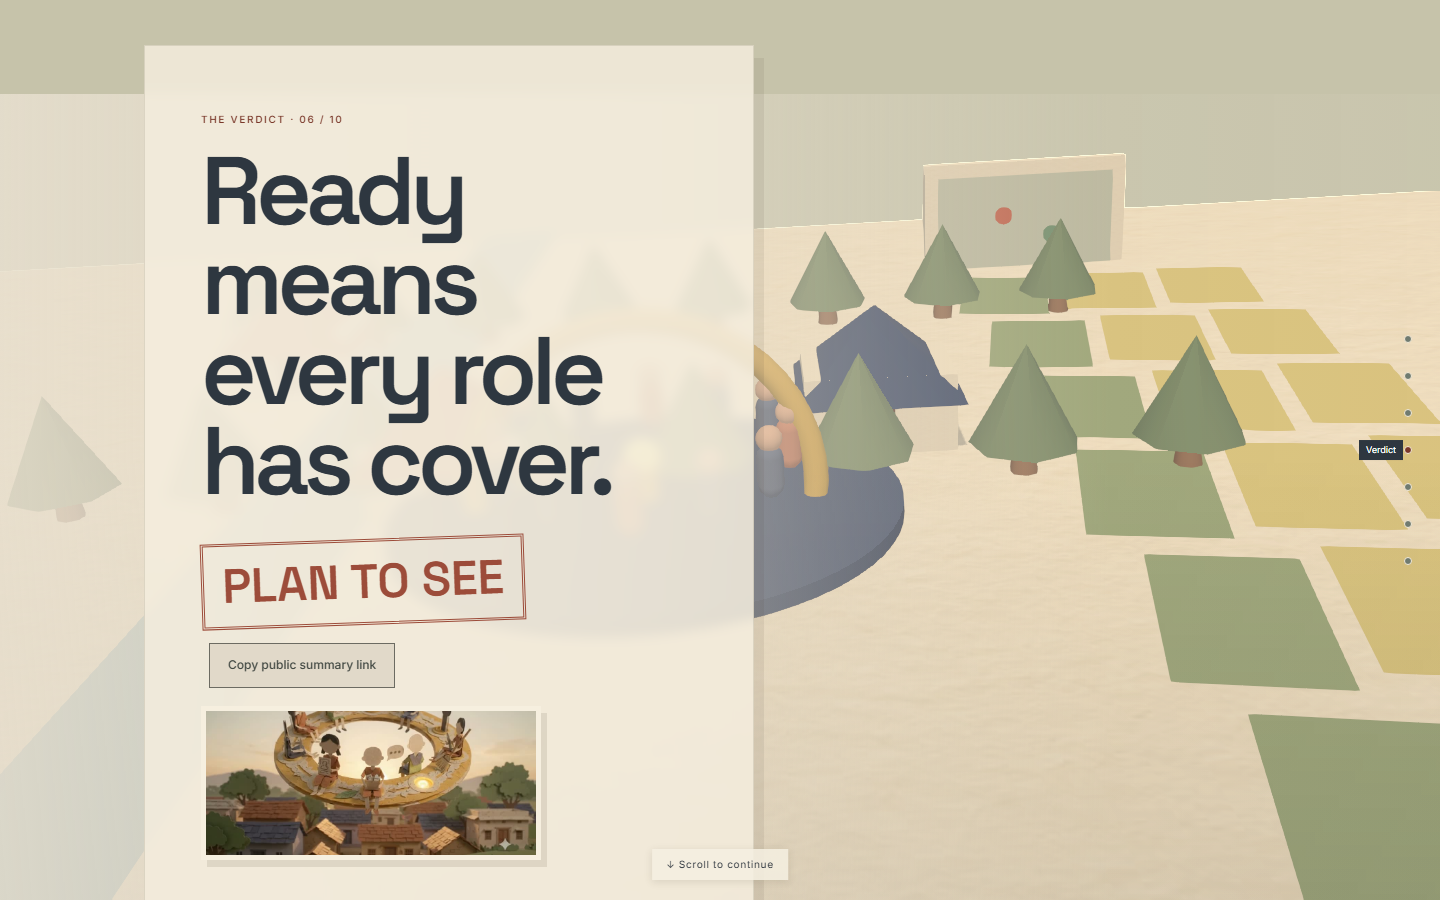 THE VERDICT · 06 / 10
Ready
means
every role
has cover.
PLAN TO SEE
Copy public summary link
Verdict
↓ Scroll to continue